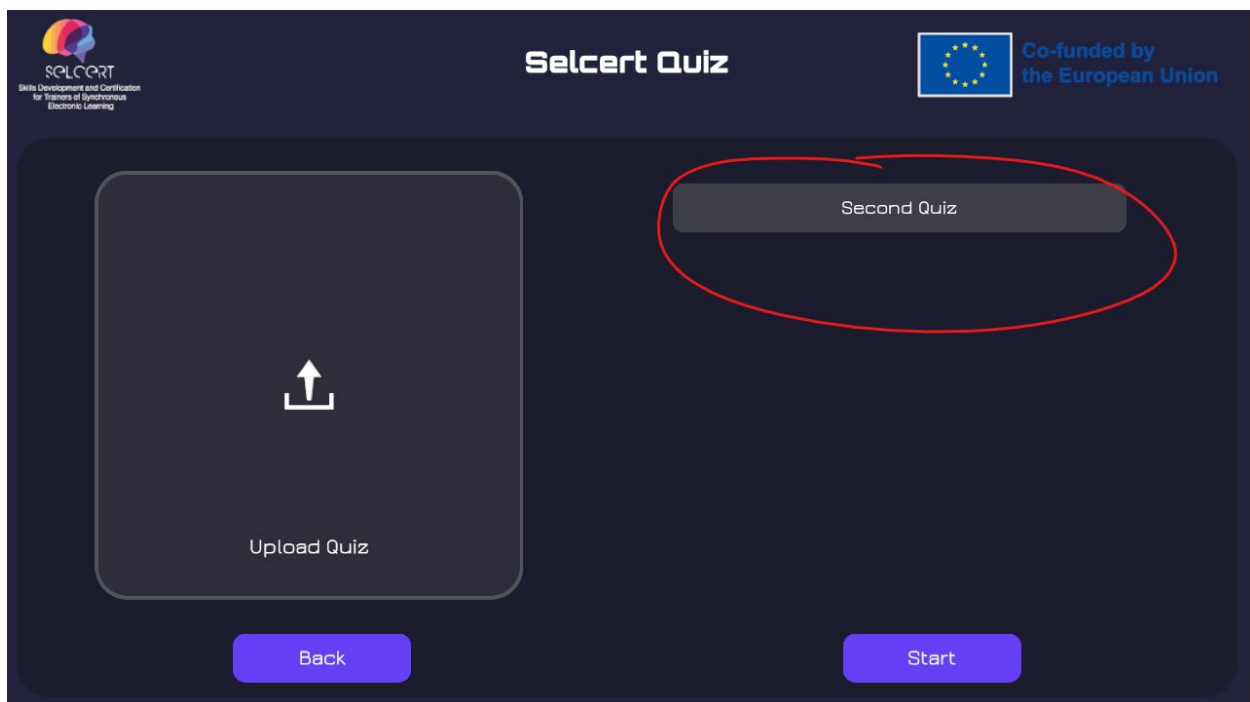 SELCERT
Skills Development and Certification
for Trainers of Synchronous
Electronic Learning
Selcert Quiz
Co-funded by
the European Union
Second Quiz
Upload Quiz
Back
Start